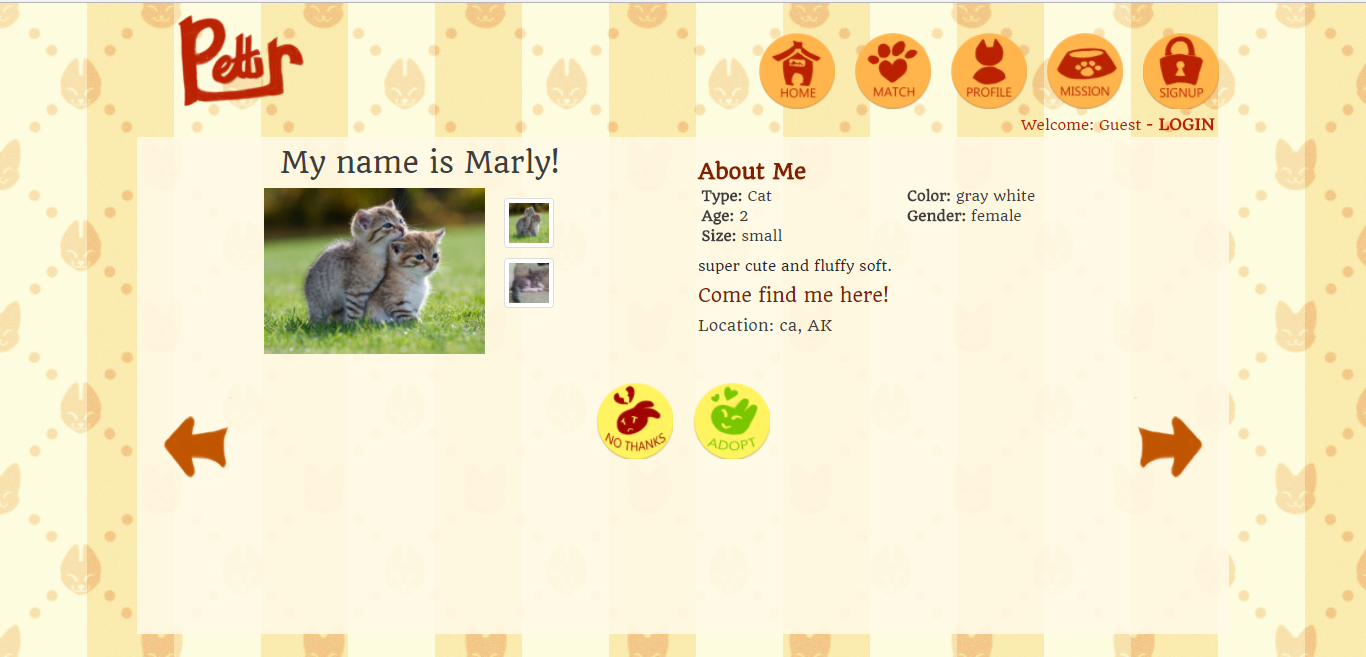 Pettr
HOME MATCH PROFILE MISSION SIGNUP
Welcome: Guest - LOGIN
My name is Marly!
About Me
Type: Cat Color: gray white
Age: 2 Gender: female
Size: small
super cute and fluffy soft.
Come find me here!
Location: ca, AK
NO THANKS ADOPT